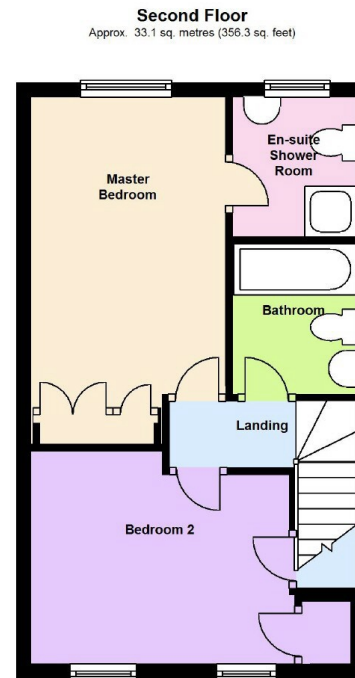 Second Floor
Approx. 33.1 sq. metres (356.3 sq. feet)
En-suite
Shower
Room
Master
Bedroom
Bathroom
Landing
Bedroom 2